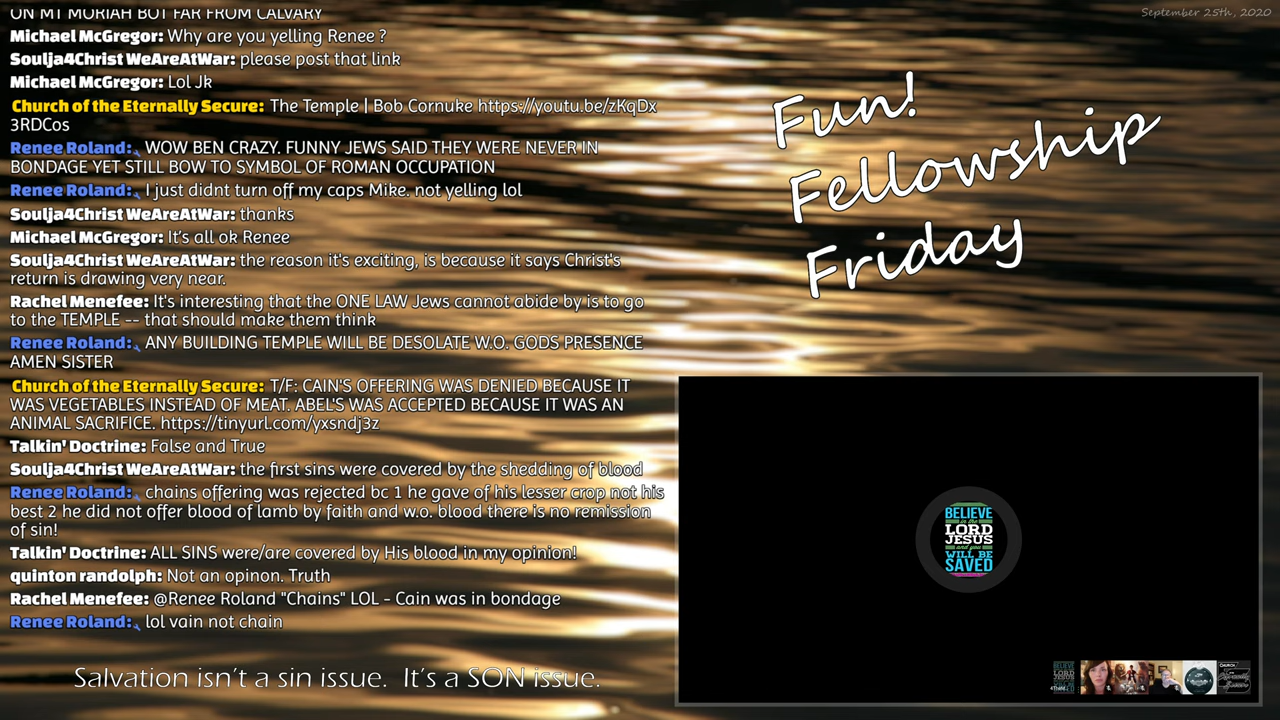 ON MT MORIAH BUT FAR FROM CALVARY
Michael McGregor: Why are you yelling Renee ?
Soulja4Christ WeAreAtWar: please post that link
Michael McGregor: Lol Jk
Church of the Eternally Secure: The Temple | Bob Cornuke https://youtu.be/zKqDx
3RDCos
Renee Roland: WOW BEN CRAZY. FUNNY JEWS SAID THEY WERE NEVER IN
BONDAGE YET STILL BOW TO SYMBOL OF ROMAN OCCUPATION
Renee Roland: I just didnt turn off my caps Mike. not yelling lol
Soulja4Christ WeAreAtWar: thanks
Michael McGregor: It's all ok Renee
Soulja4Christ WeAreAtWar: the reason it's exciting, is because it says Christ's
return is drawing very near.
Rachel Menefee: It's interesting that the ONE LAW Jews cannot abide by is to go
to the TEMPLE -- that should make them think
Renee Roland: ANY BUILDING TEMPLE WILL BE DESOLATE W.O. GODS PRESENCE
AMEN SISTER
Church of the Eternally Secure: T/F: CAIN'S OFFERING WAS DENIED BECAUSE IT
WAS VEGETABLES INSTEAD OF MEAT. ABEL'S WAS ACCEPTED BECAUSE IT WAS AN
ANIMAL SACRIFICE. https://tinyurl.com/yxsndj3z
Talkin' Doctrine: False and True
Soulja4Christ WeAreAtWar: the first sins were covered by the shedding of blood
Renee Roland: chains offering was rejected bc 1 he gave of his lesser crop not his
best 2 he did not offer blood of lamb by faith and w.o. blood there is no remission
of sin!
Talkin' Doctrine: ALL SINS were/are covered by His blood in my opinion!
quinton randolph: Not an opinon. Truth
Rachel Menefee: @Renee Roland "Chains" LOL - Cain was in bondage
Renee Roland: lol vain not chain
Salvation isn't a sin issue. It's a SON issue.
September 25th, 2020
Fun!
Fellowship
Friday
BELIEVE
in the
LORD
JESUS
and you
WILL BE
SAVED